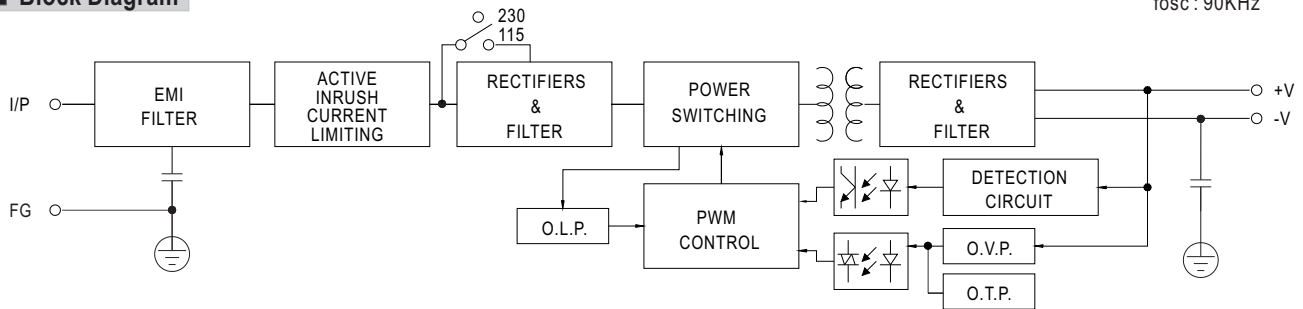 Block Diagram
fosc : 90KHz
230
115
I/P
EMI
FILTER
ACTIVE
INRUSH
CURRENT
LIMITING
RECTIFIERS
&
FILTER
POWER
SWITCHING
RECTIFIERS
&
FILTER
+V
-V
DETECTION
CIRCUIT
FG
O.L.P.
PWM
CONTROL
O.V.P.
O.T.P.